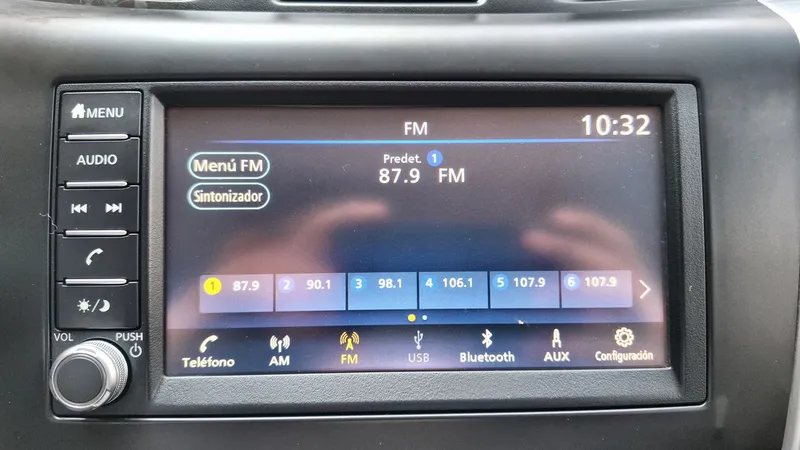 MENU
AUDIO
VOL
PUSH
FM
10:32
Menú FM
Predet. 1
87.9 FM
Sintonizador
1 87.9
2 90.1
3 98.1
4 106.1
5 107.9
6 107.9
Teléfono
AM
FM
USB
Bluetooth
AUX
Configuración